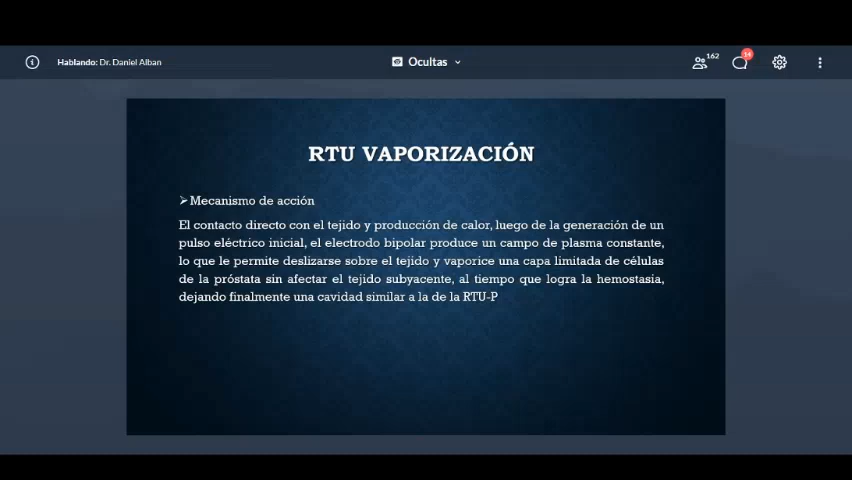 Hablando: Dr. Daniel Alban
Ocultas
162
14
RTU VAPORIZACIÓN
Mecanismo de acción
El contacto directo con el tejido y producción de calor, luego de la generación de un
pulso eléctrico inicial, el electrodo bipolar produce un campo de plasma constante,
lo que le permite deslizarse sobre el tejido y vaporice una capa limitada de células
de la próstata sin afectar el tejido subyacente, al tiempo que logra la hemostasia,
dejando finalmente una cavidad similar a la de la RTU-P